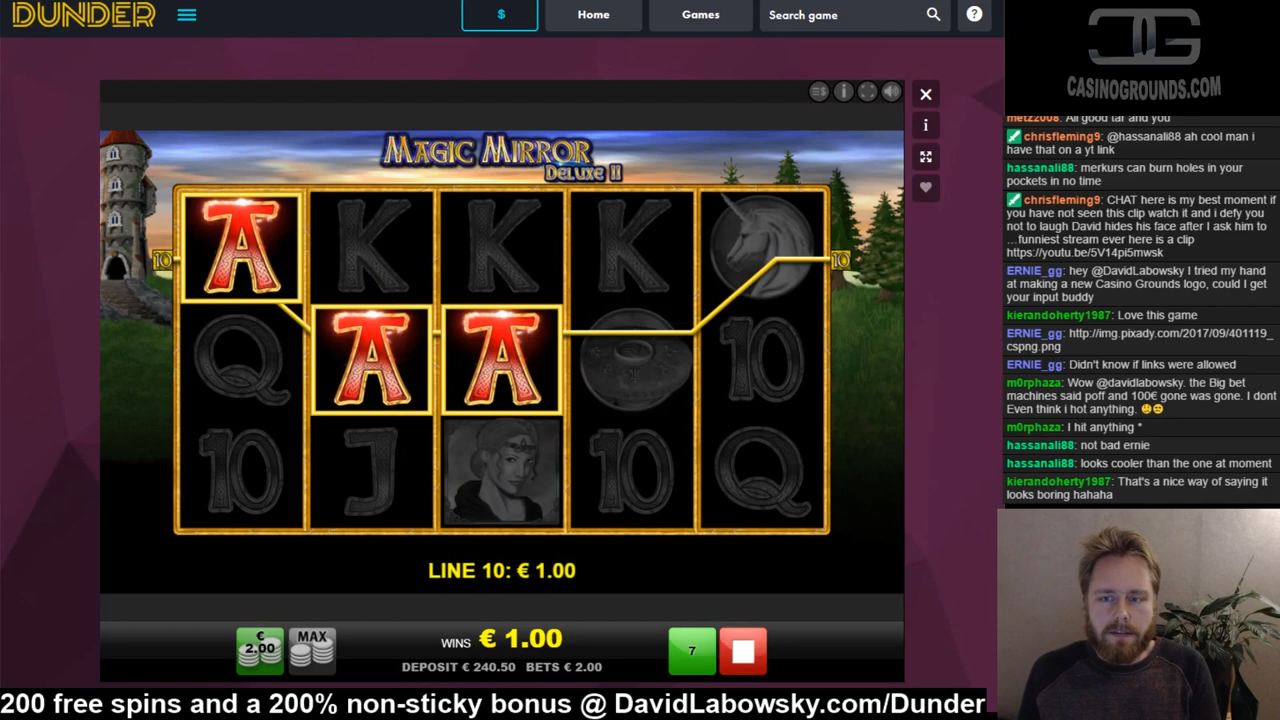 DUNDER
$
Home
Games
Search game
?
CG
CASINOGROUNDS.COM
metz2008: All good tar and you
chrisfleming9: @hassanali88 ah cool man i
have that on a yt link
hassanali88: merkurs can burn holes in your
pockets in no time
chrisfleming9: CHAT here is my best moment if
you have not seen this clip watch it and i defy you
not to laugh David hides his face after I ask him to
...funniest stream ever here is a clip
https://youtu.be/5V14pi5mwsk
ERNIE_gg: hey @DavidLabowsky I tried my hand
at making a new Casino Grounds logo, could I get
your input buddy
kierandoherty1987: Love this game
ERNIE_gg: http://img.pixady.com/2017/09/401119_
cspng.png
ERNIE_gg: Didn't know if links were allowed
m0rphaza: Wow @davidlabowsky. the Big bet
machines said poff and 100€ gone was gone. I dont
Even think i hot anything.
m0rphaza: I hit anything *
hassanali88: not bad ernie
hassanali88: looks cooler than the one at moment
kierandoherty1987: That's a nice way of saying it
looks boring hahaha
MAGIC MIRROR
DELUXE II
A K K K
10 10
Q A A 10
10 J 10 Q
LINE 10: € 1.00
€
2.00
MAX
WINS € 1.00
DEPOSIT € 240.50 BETS € 2.00
7
200 free spins and a 200% non-sticky bonus @ DavidLabowsky.com/Dunder